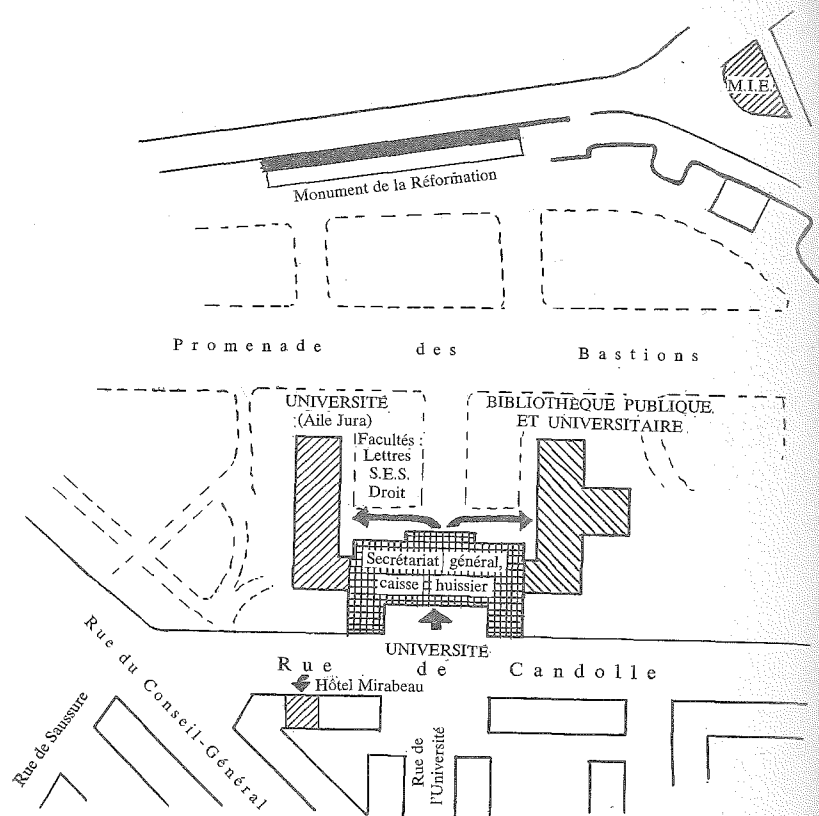 M.I.E.
Monument de la Réformation
Promenade des Bastions
UNIVERSITÉ
(Aile Jura)
Facultés :
Lettres
S.E.S.
Droit
BIBLIOTHÈQUE PUBLIQUE
ET UNIVERSITAIRE
Secrétariat général,
caisse huissier
UNIVERSITÉ
Rue de Candolle
Hôtel Mirabeau
Rue du Conseil-Général
Rue de Saussure
Rue de
l'Université